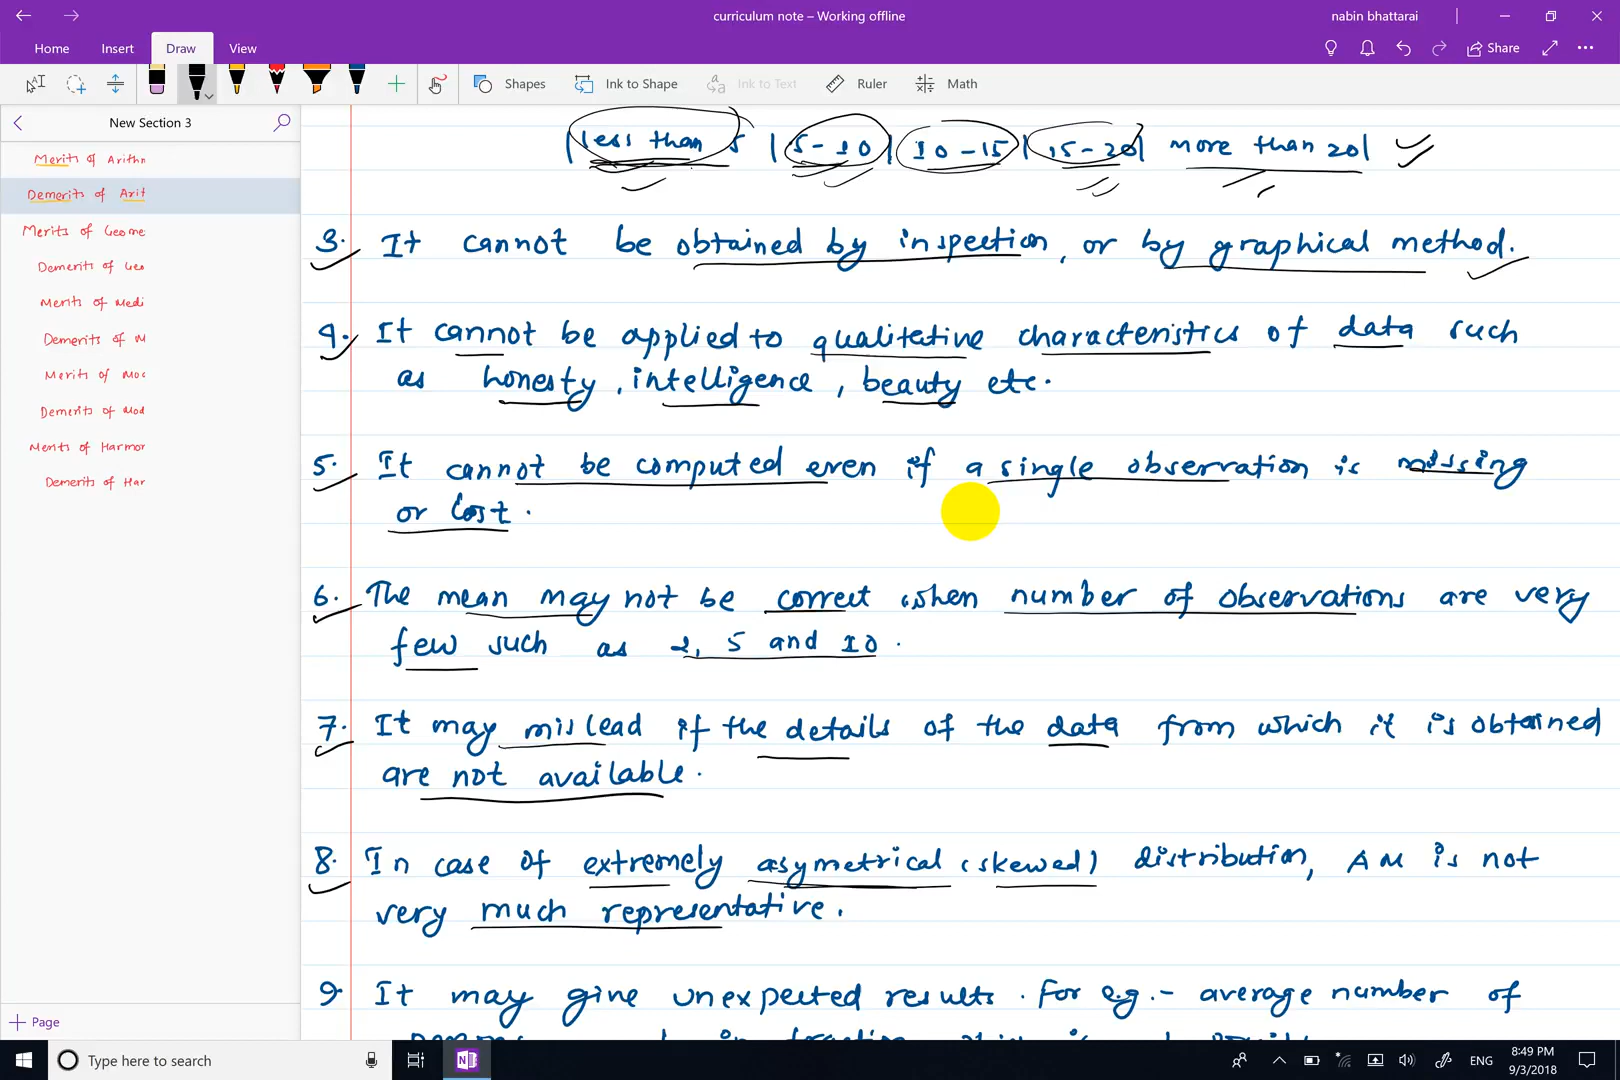 curriculum note – Working offline
nabin bhattarai
Home Insert Draw View
Share
Shapes Ink to Shape Ink to Text Ruler Math
New Section 3
Merits of Arithm
Demerits of Arit
Merits of Geome
Demerits of Geo
Merits of Medi
Demerits of M
Merits of Moc
Demerits of Mod
Merits of Harmor
Demerits of Har
Page
|less than 5 | 5-10 | 10-15 | 15-20| more than 20|
3. It cannot be obtained by inspection, or by graphical method.
4. It cannot be applied to qualitative characteristics of data such
as honesty, intelligence, beauty etc.
5. It cannot be computed even if a single observation is missing
or lost.
6. The mean may not be correct when number of observations are very
few such as 2, 5 and 10.
7. It may mislead if the details of the data from which it is obtained
are not available.
8. In case of extremely asymetrical (skewed) distribution, AM is not
very much representative.
9. It may give unexpected results. For e.g.- average number of
Type here to search
ENG
8:49 PM
9/3/2018